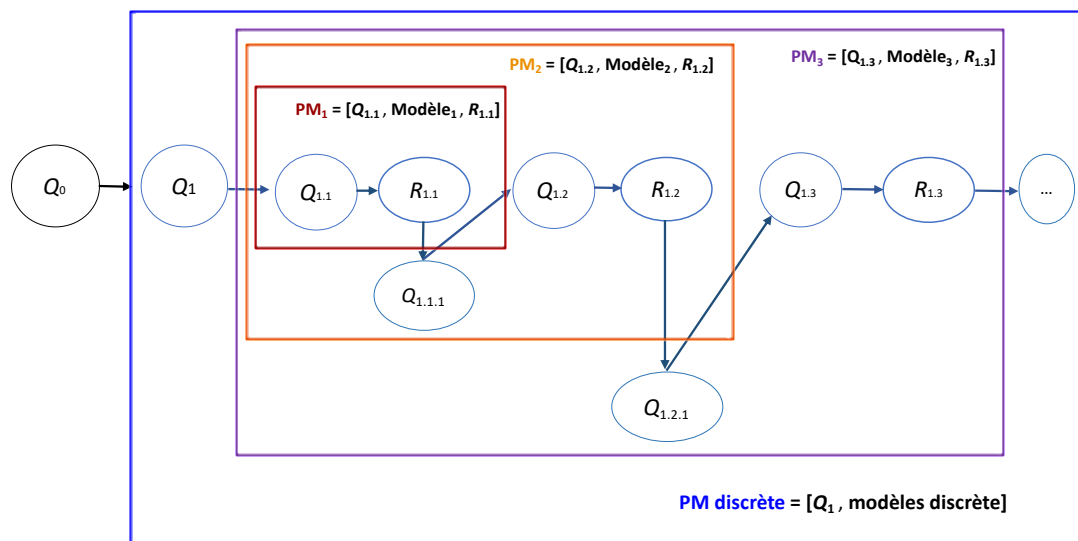 PM₃ = [Q₁.₃ , Modèle₃ , R₁.₃]
PM₂ = [Q₁.₂ , Modèle₂ , R₁.₂]
PM₁ = [Q₁.₁ , Modèle₁ , R₁.₁]
Q₀
Q₁
Q₁.₁
R₁.₁
Q₁.₂
R₁.₂
Q₁.₃
R₁.₃
...
Q₁.₁.₁
Q₁.₂.₁
PM discrète = [Q₁ , modèles discrète]